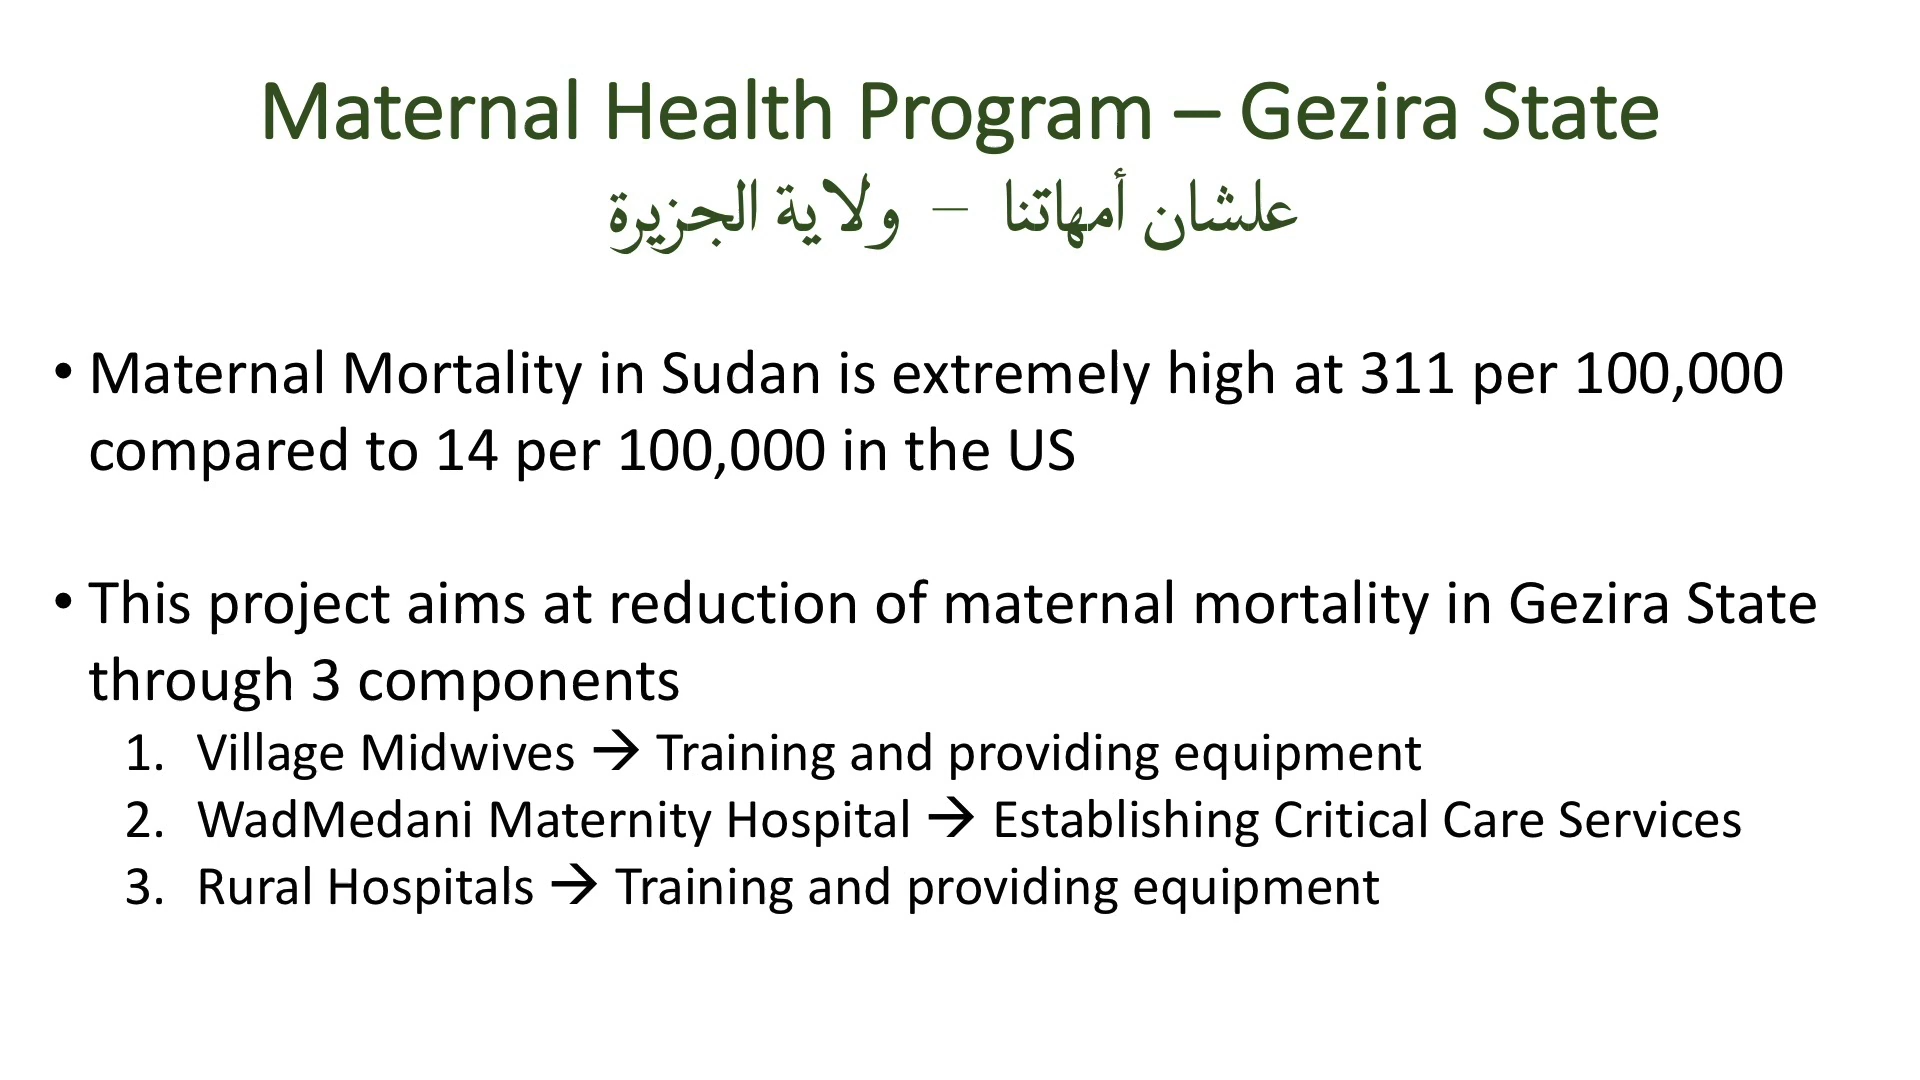 Maternal Health Program – Gezira State
علشان أمهاتنا – ولاية الجزيرة
• Maternal Mortality in Sudan is extremely high at 311 per 100,000
compared to 14 per 100,000 in the US
• This project aims at reduction of maternal mortality in Gezira State
through 3 components
1. Village Midwives → Training and providing equipment
2. WadMedani Maternity Hospital → Establishing Critical Care Services
3. Rural Hospitals → Training and providing equipment